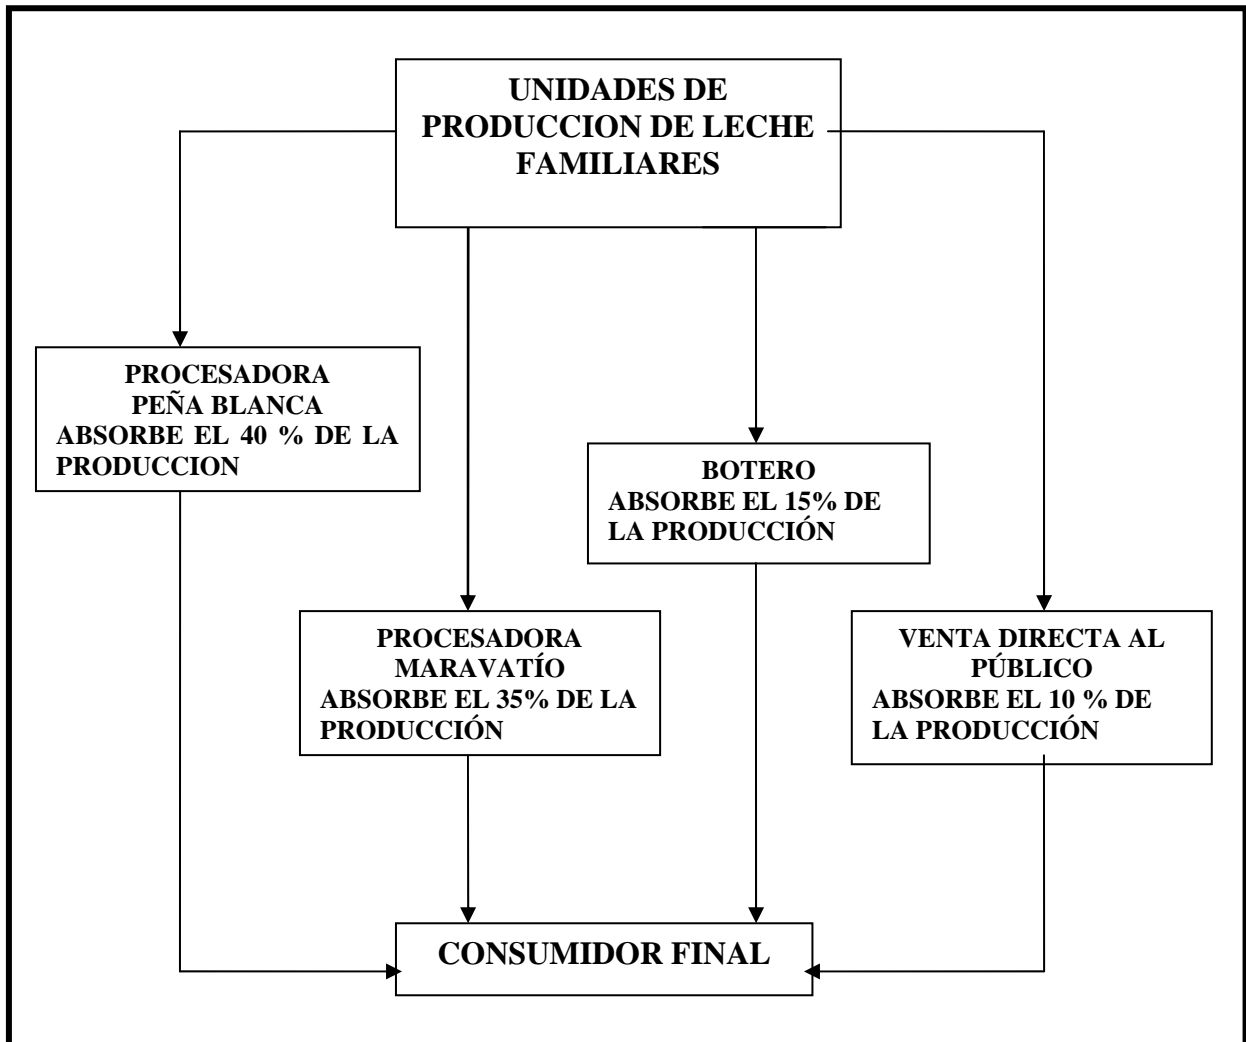 UNIDADES DE
PRODUCCION DE LECHE
FAMILIARES
PROCESADORA
PEÑA BLANCA
ABSORBE EL 40 % DE LA
PRODUCCION
BOTERO
ABSORBE EL 15% DE
LA PRODUCCIÓN
PROCESADORA
MARAVATÍO
ABSORBE EL 35% DE LA
PRODUCCIÓN
VENTA DIRECTA AL
PÚBLICO
ABSORBE EL 10 % DE
LA PRODUCCIÓN
CONSUMIDOR FINAL